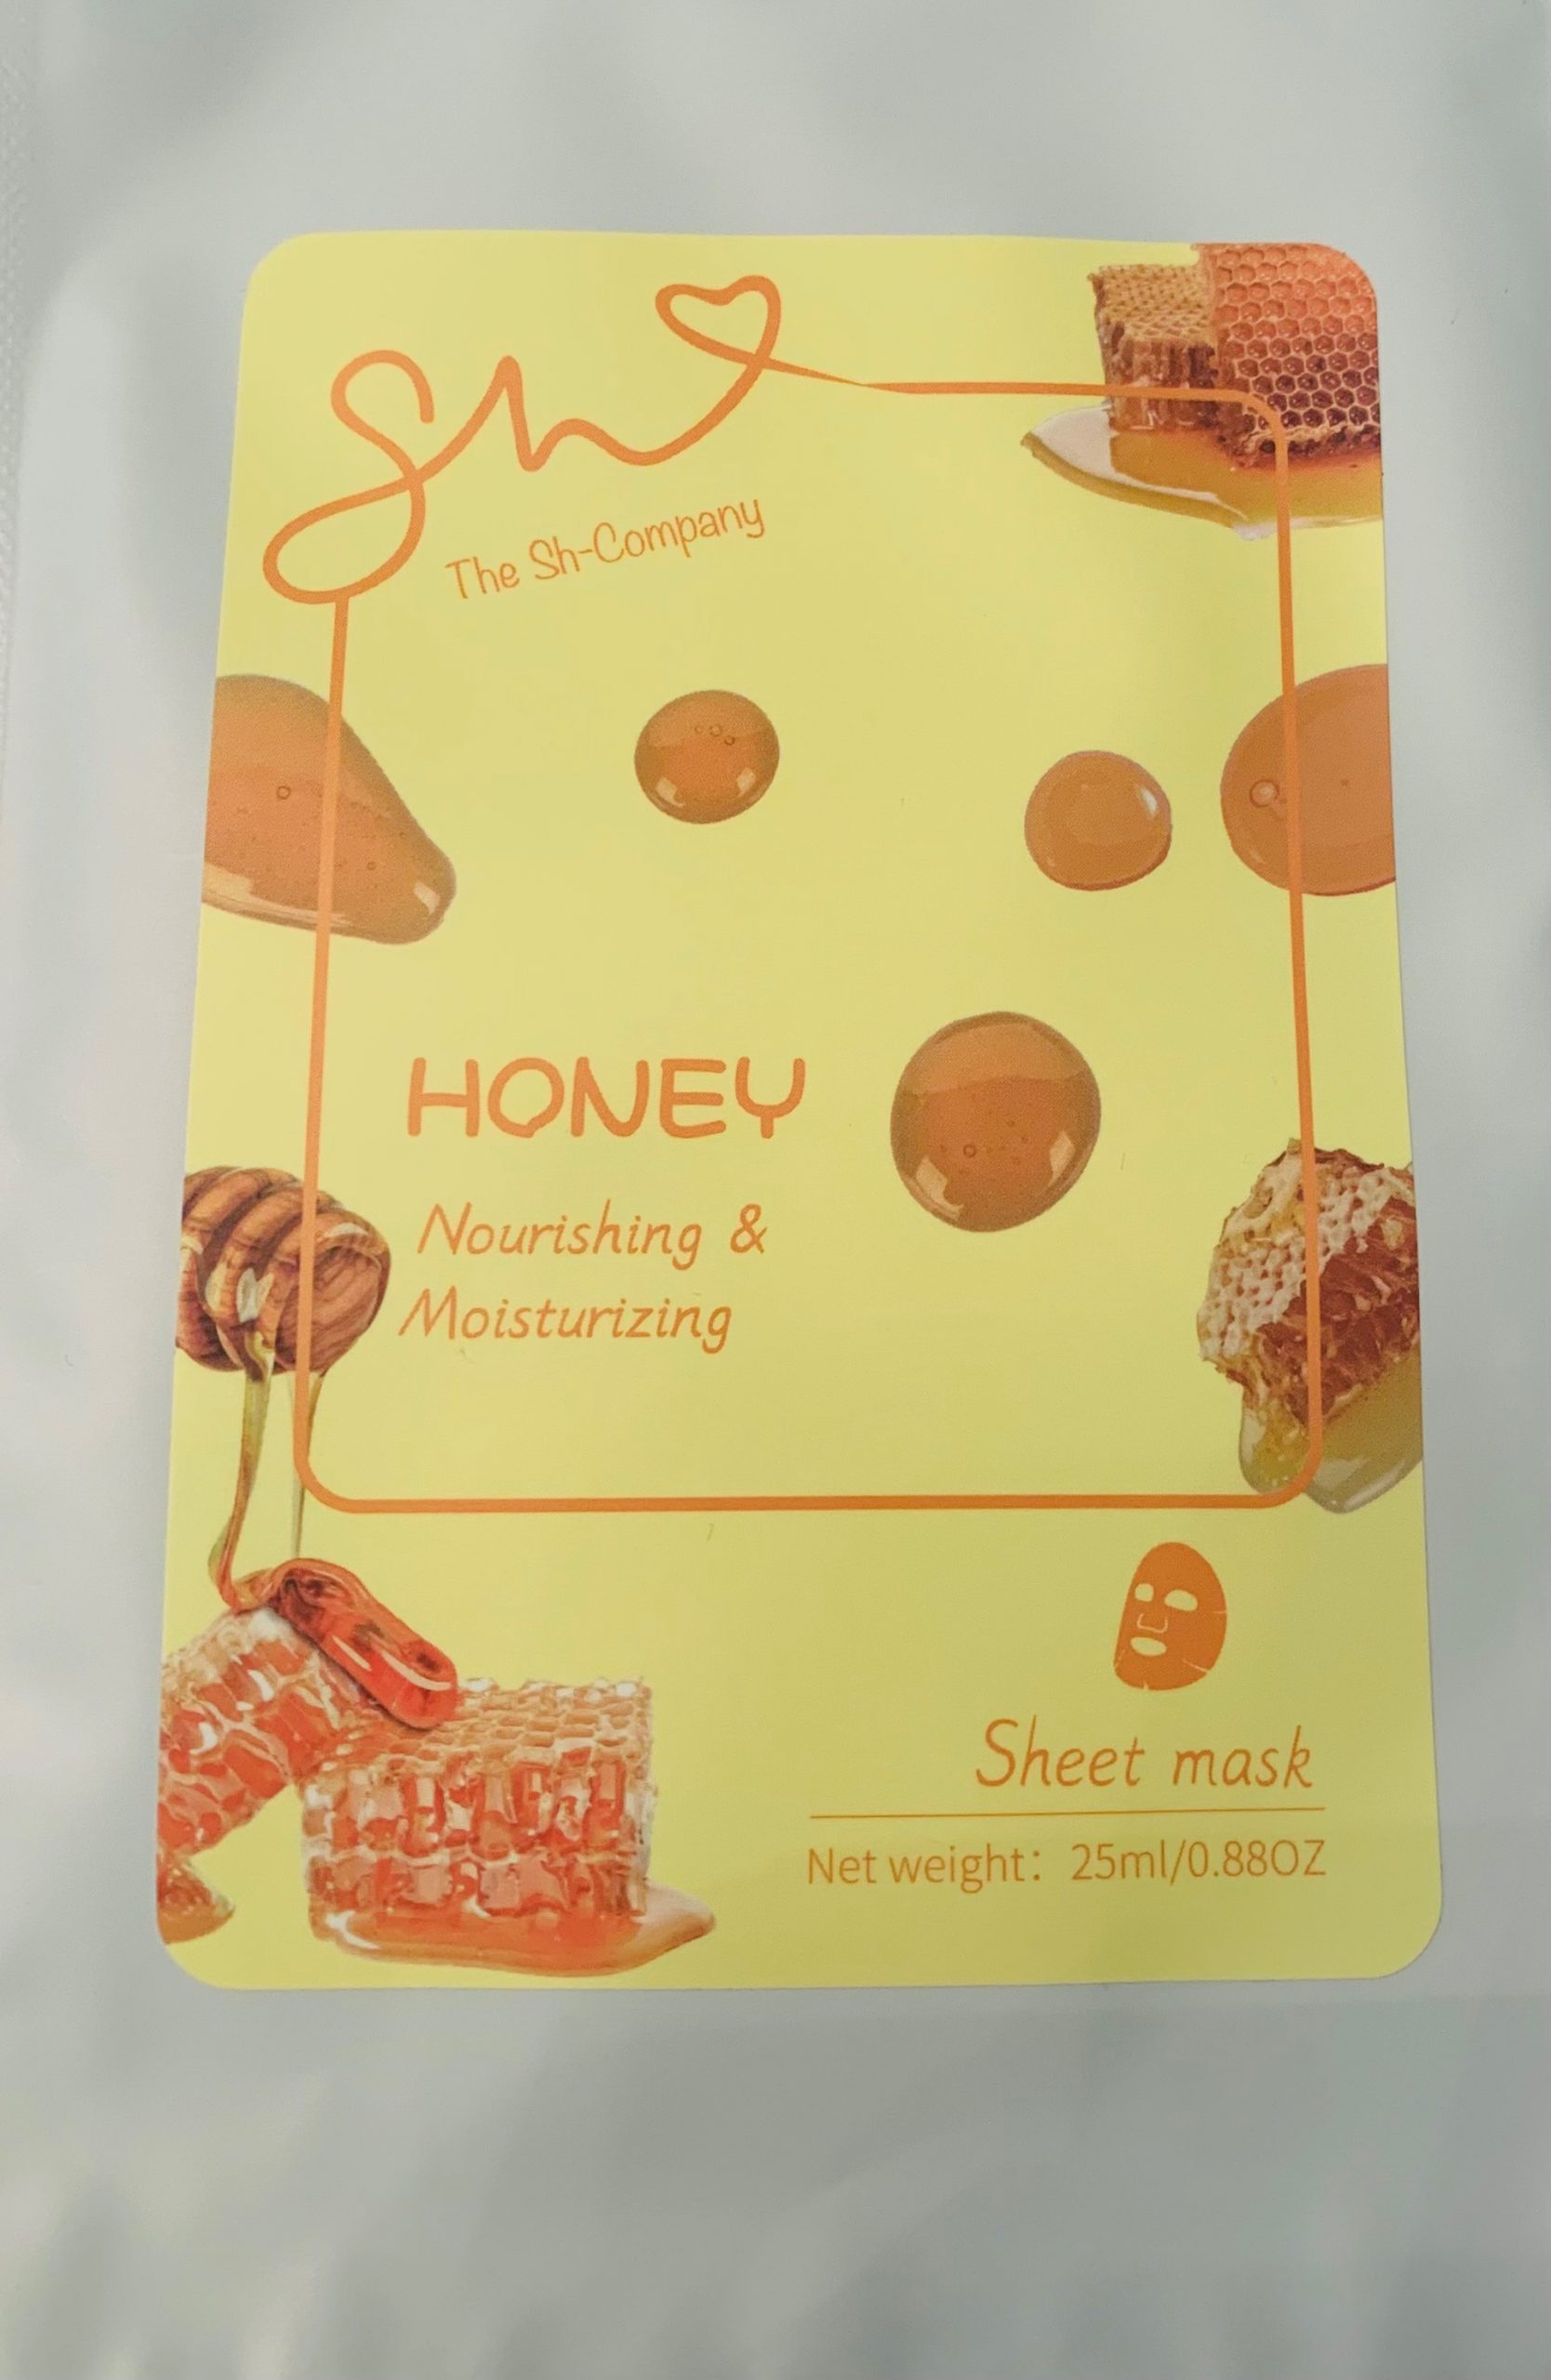 Sh
The Sh-Company
HONEY
Nourishing &
Moisturizing
Sheet mask
Net weight: 25ml/0.88OZ